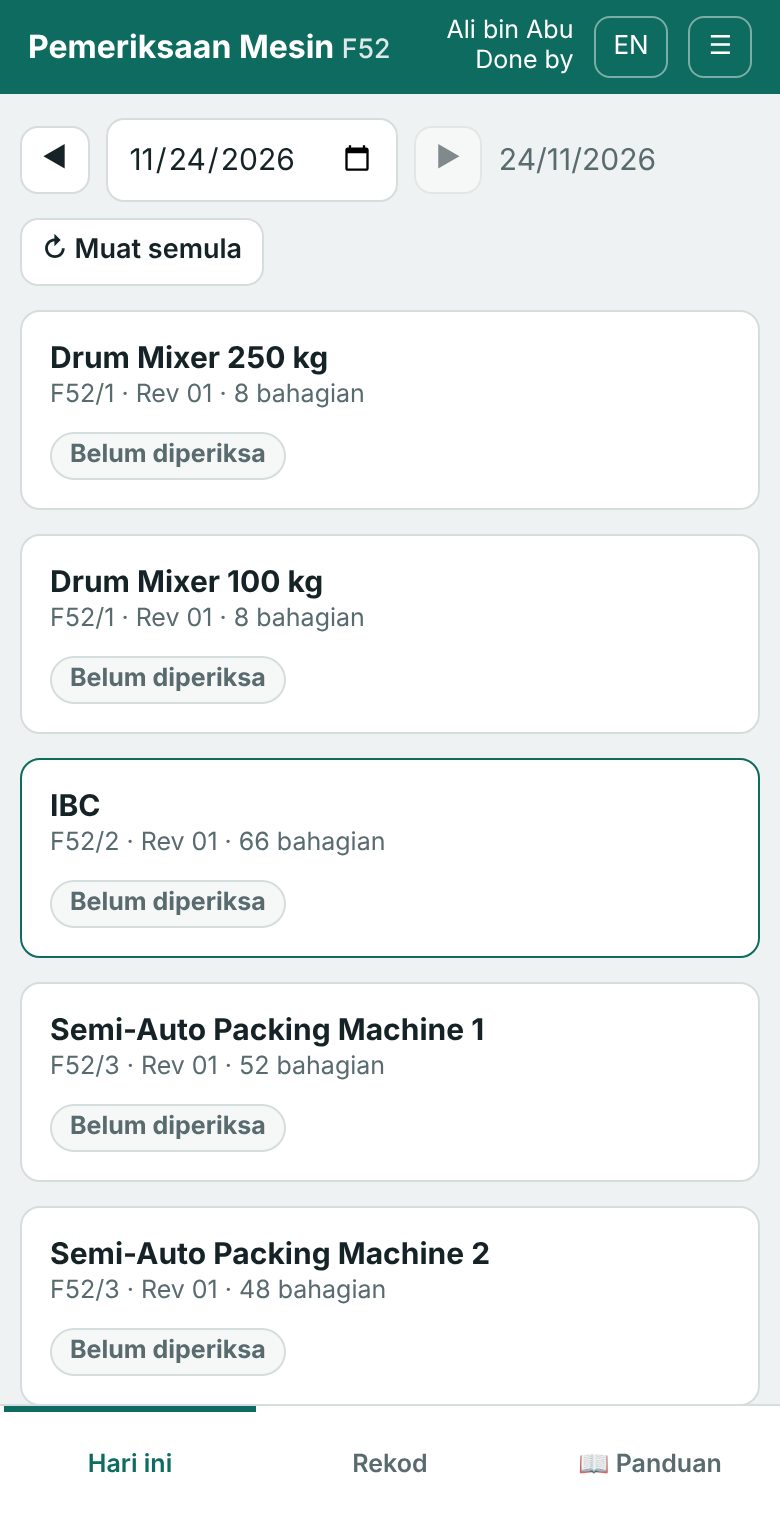 Pemeriksaan Mesin F52
Ali bin Abu
Done by
EN
☰
◀
11/24/2026
▶
24/11/2026
↻ Muat semula
Drum Mixer 250 kg
F52/1 · Rev 01 · 8 bahagian
Belum diperiksa
Drum Mixer 100 kg
F52/1 · Rev 01 · 8 bahagian
Belum diperiksa
IBC
F52/2 · Rev 01 · 66 bahagian
Belum diperiksa
Semi-Auto Packing Machine 1
F52/3 · Rev 01 · 52 bahagian
Belum diperiksa
Semi-Auto Packing Machine 2
F52/3 · Rev 01 · 48 bahagian
Belum diperiksa
Hari ini
Rekod
📖 Panduan